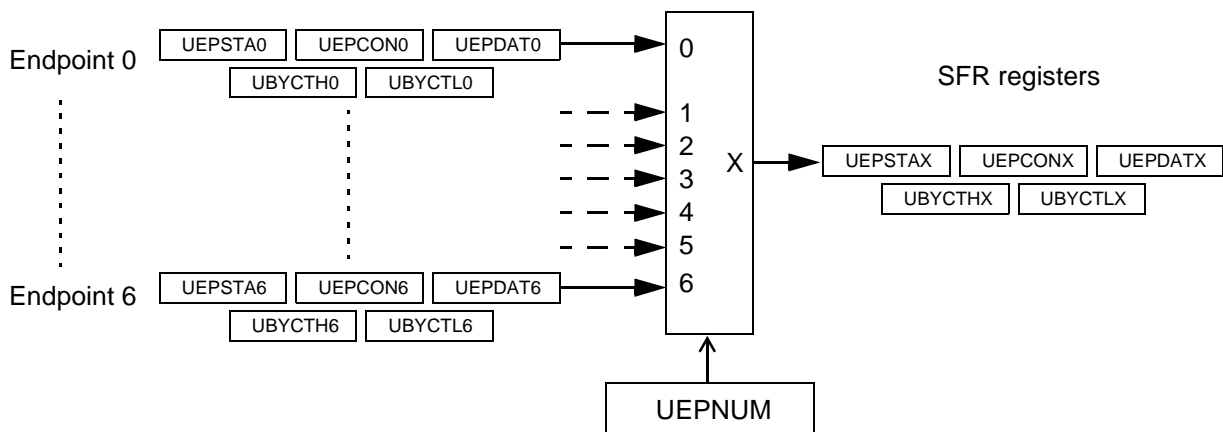 Endpoint 0
UEPSTA0 UEPCON0 UEPDAT0
UBYCTH0 UBYCTL0
0
1
2
3
4
5
6
X
SFR registers
UEPSTAX UEPCONX UEPDATX
UBYCTHX UBYCTLX
Endpoint 6
UEPSTA6 UEPCON6 UEPDAT6
UBYCTH6 UBYCTL6
UEPNUM